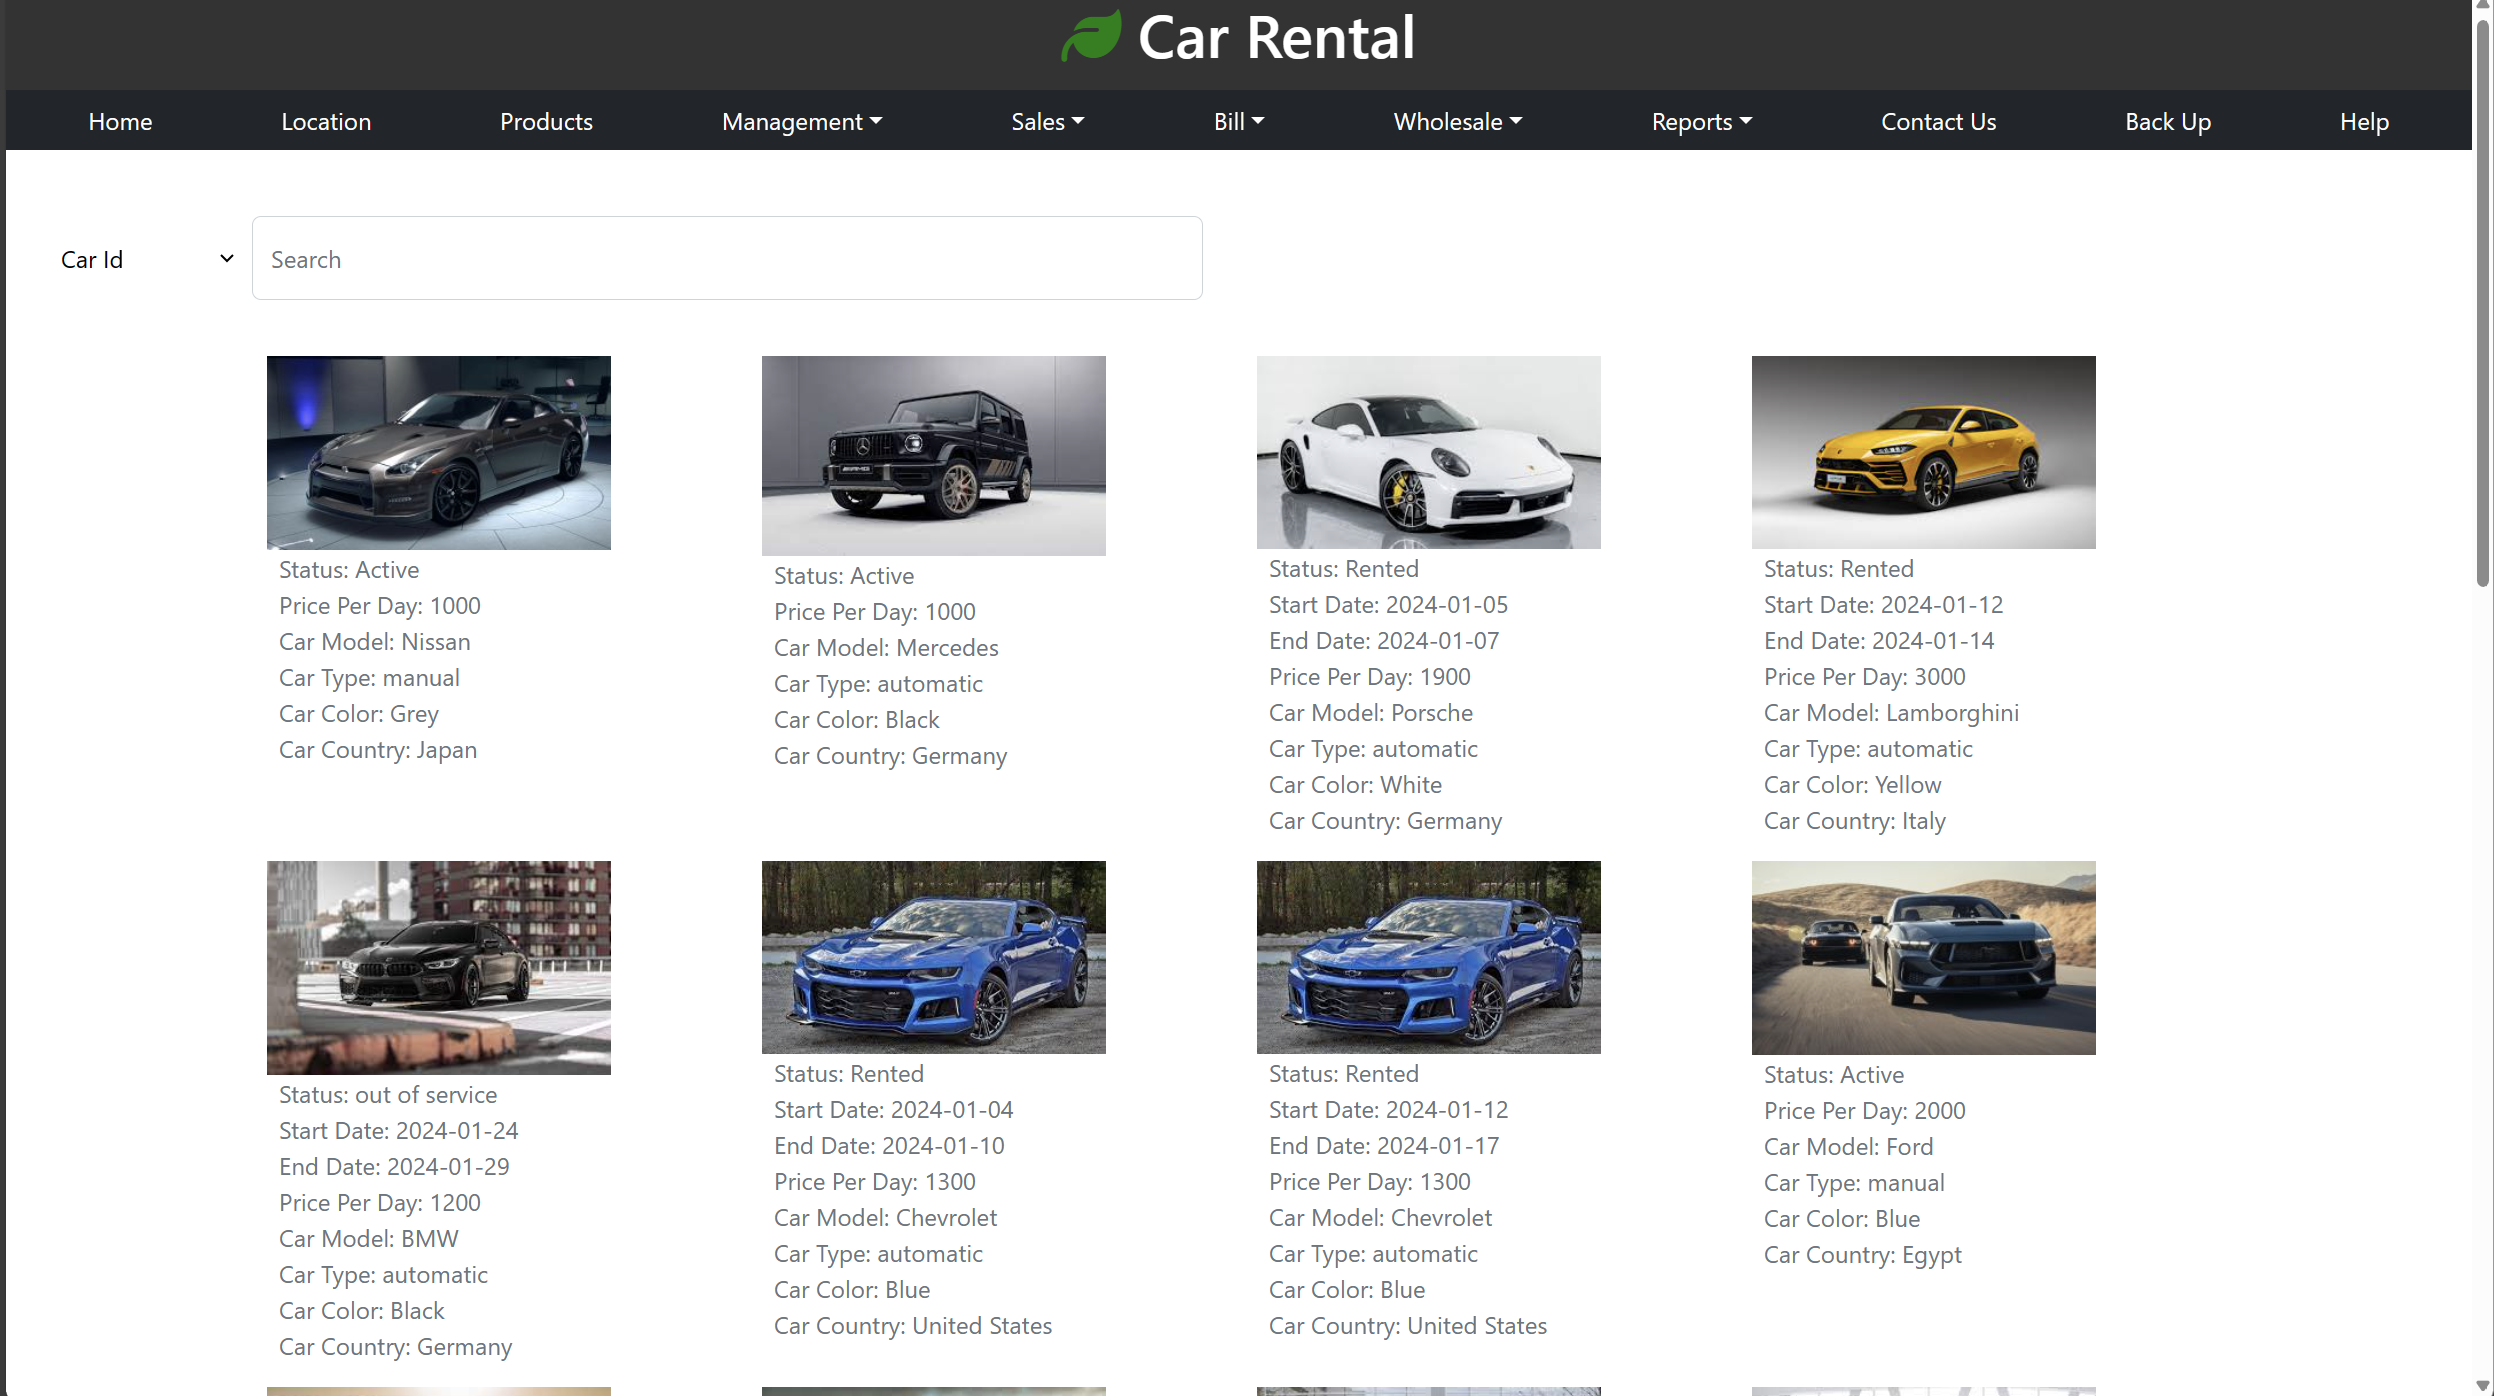 Car Rental
Home Location Products Management Sales Bill Wholesale Reports Contact Us Back Up Help
Car Id
Search
Status: Active
Price Per Day: 1000
Car Model: Nissan
Car Type: manual
Car Color: Grey
Car Country: Japan
Status: Active
Price Per Day: 1000
Car Model: Mercedes
Car Type: automatic
Car Color: Black
Car Country: Germany
Status: Rented
Start Date: 2024-01-05
End Date: 2024-01-07
Price Per Day: 1900
Car Model: Porsche
Car Type: automatic
Car Color: White
Car Country: Germany
Status: Rented
Start Date: 2024-01-12
End Date: 2024-01-14
Price Per Day: 3000
Car Model: Lamborghini
Car Type: automatic
Car Color: Yellow
Car Country: Italy
Status: out of service
Start Date: 2024-01-24
End Date: 2024-01-29
Price Per Day: 1200
Car Model: BMW
Car Type: automatic
Car Color: Black
Car Country: Germany
Status: Rented
Start Date: 2024-01-04
End Date: 2024-01-10
Price Per Day: 1300
Car Model: Chevrolet
Car Type: automatic
Car Color: Blue
Car Country: United States
Status: Rented
Start Date: 2024-01-12
End Date: 2024-01-17
Price Per Day: 1300
Car Model: Chevrolet
Car Type: automatic
Car Color: Blue
Car Country: United States
Status: Active
Price Per Day: 2000
Car Model: Ford
Car Type: manual
Car Color: Blue
Car Country: Egypt